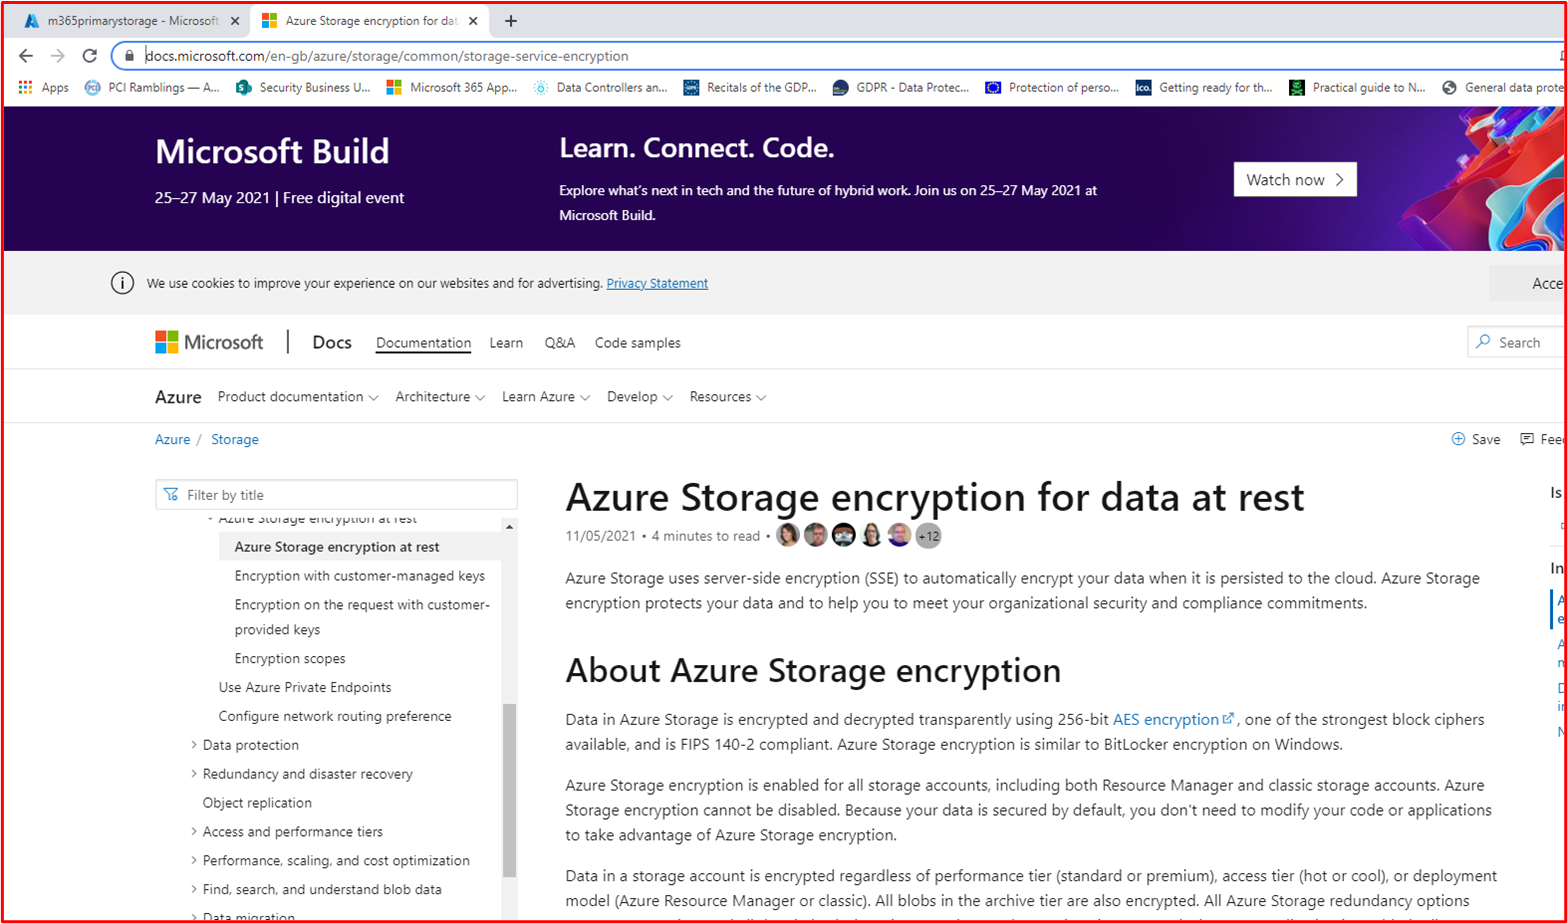 m365primarystorage - Microsoft
Azure Storage encryption for dat
docs.microsoft.com/en-gb/azure/storage/common/storage-service-encryption
Apps
PCI Ramblings — A...
Security Business U...
Microsoft 365 App...
Data Controllers an...
Recitals of the GDP...
GDPR - Data Protec...
Protection of perso...
ico.
Getting ready for th...
Practical guide to N...
General data prote
Microsoft Build
25–27 May 2021 | Free digital event
Learn. Connect. Code.
Explore what's next in tech and the future of hybrid work. Join us on 25–27 May 2021 at
Microsoft Build.
Watch now
We use cookies to improve your experience on our websites and for advertising. Privacy Statement
Acce
Microsoft
Docs
Documentation
Learn
Q&A
Code samples
Search
Azure
Product documentation
Architecture
Learn Azure
Develop
Resources
Azure / Storage
Save
Fee
Filter by title
Azure Storage encryption at rest
Azure Storage encryption at rest
Encryption with customer-managed keys
Encryption on the request with customer-
provided keys
Encryption scopes
Use Azure Private Endpoints
Configure network routing preference
Data protection
Redundancy and disaster recovery
Object replication
Access and performance tiers
Performance, scaling, and cost optimization
Find, search, and understand blob data
Data migration
Azure Storage encryption for data at rest
11/05/2021 • 4 minutes to read •
+12
Azure Storage uses server-side encryption (SSE) to automatically encrypt your data when it is persisted to the cloud. Azure Storage
encryption protects your data and to help you to meet your organizational security and compliance commitments.
About Azure Storage encryption
Data in Azure Storage is encrypted and decrypted transparently using 256-bit AES encryption, one of the strongest block ciphers
available, and is FIPS 140-2 compliant. Azure Storage encryption is similar to BitLocker encryption on Windows.
Azure Storage encryption is enabled for all storage accounts, including both Resource Manager and classic storage accounts. Azure
Storage encryption cannot be disabled. Because your data is secured by default, you don't need to modify your code or applications
to take advantage of Azure Storage encryption.
Data in a storage account is encrypted regardless of performance tier (standard or premium), access tier (hot or cool), or deployment
model (Azure Resource Manager or classic). All blobs in the archive tier are also encrypted. All Azure Storage redundancy options
Is
In